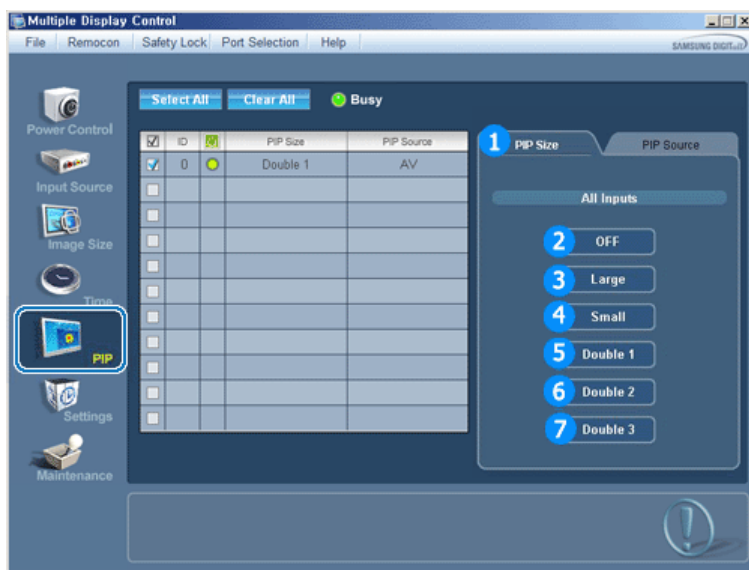 Multiple Display Control
File Remocon Safety Lock Port Selection Help
SAMSUNG DIGITall
Select All Clear All Busy
Power Control
Input Source
Image Size
Time
PIP
Settings
Maintenance
ID PIP Size PIP Source
0 Double 1 AV
1 PIP Size PIP Source
All Inputs
2 OFF
3 Large
4 Small
5 Double 1
6 Double 2
7 Double 3